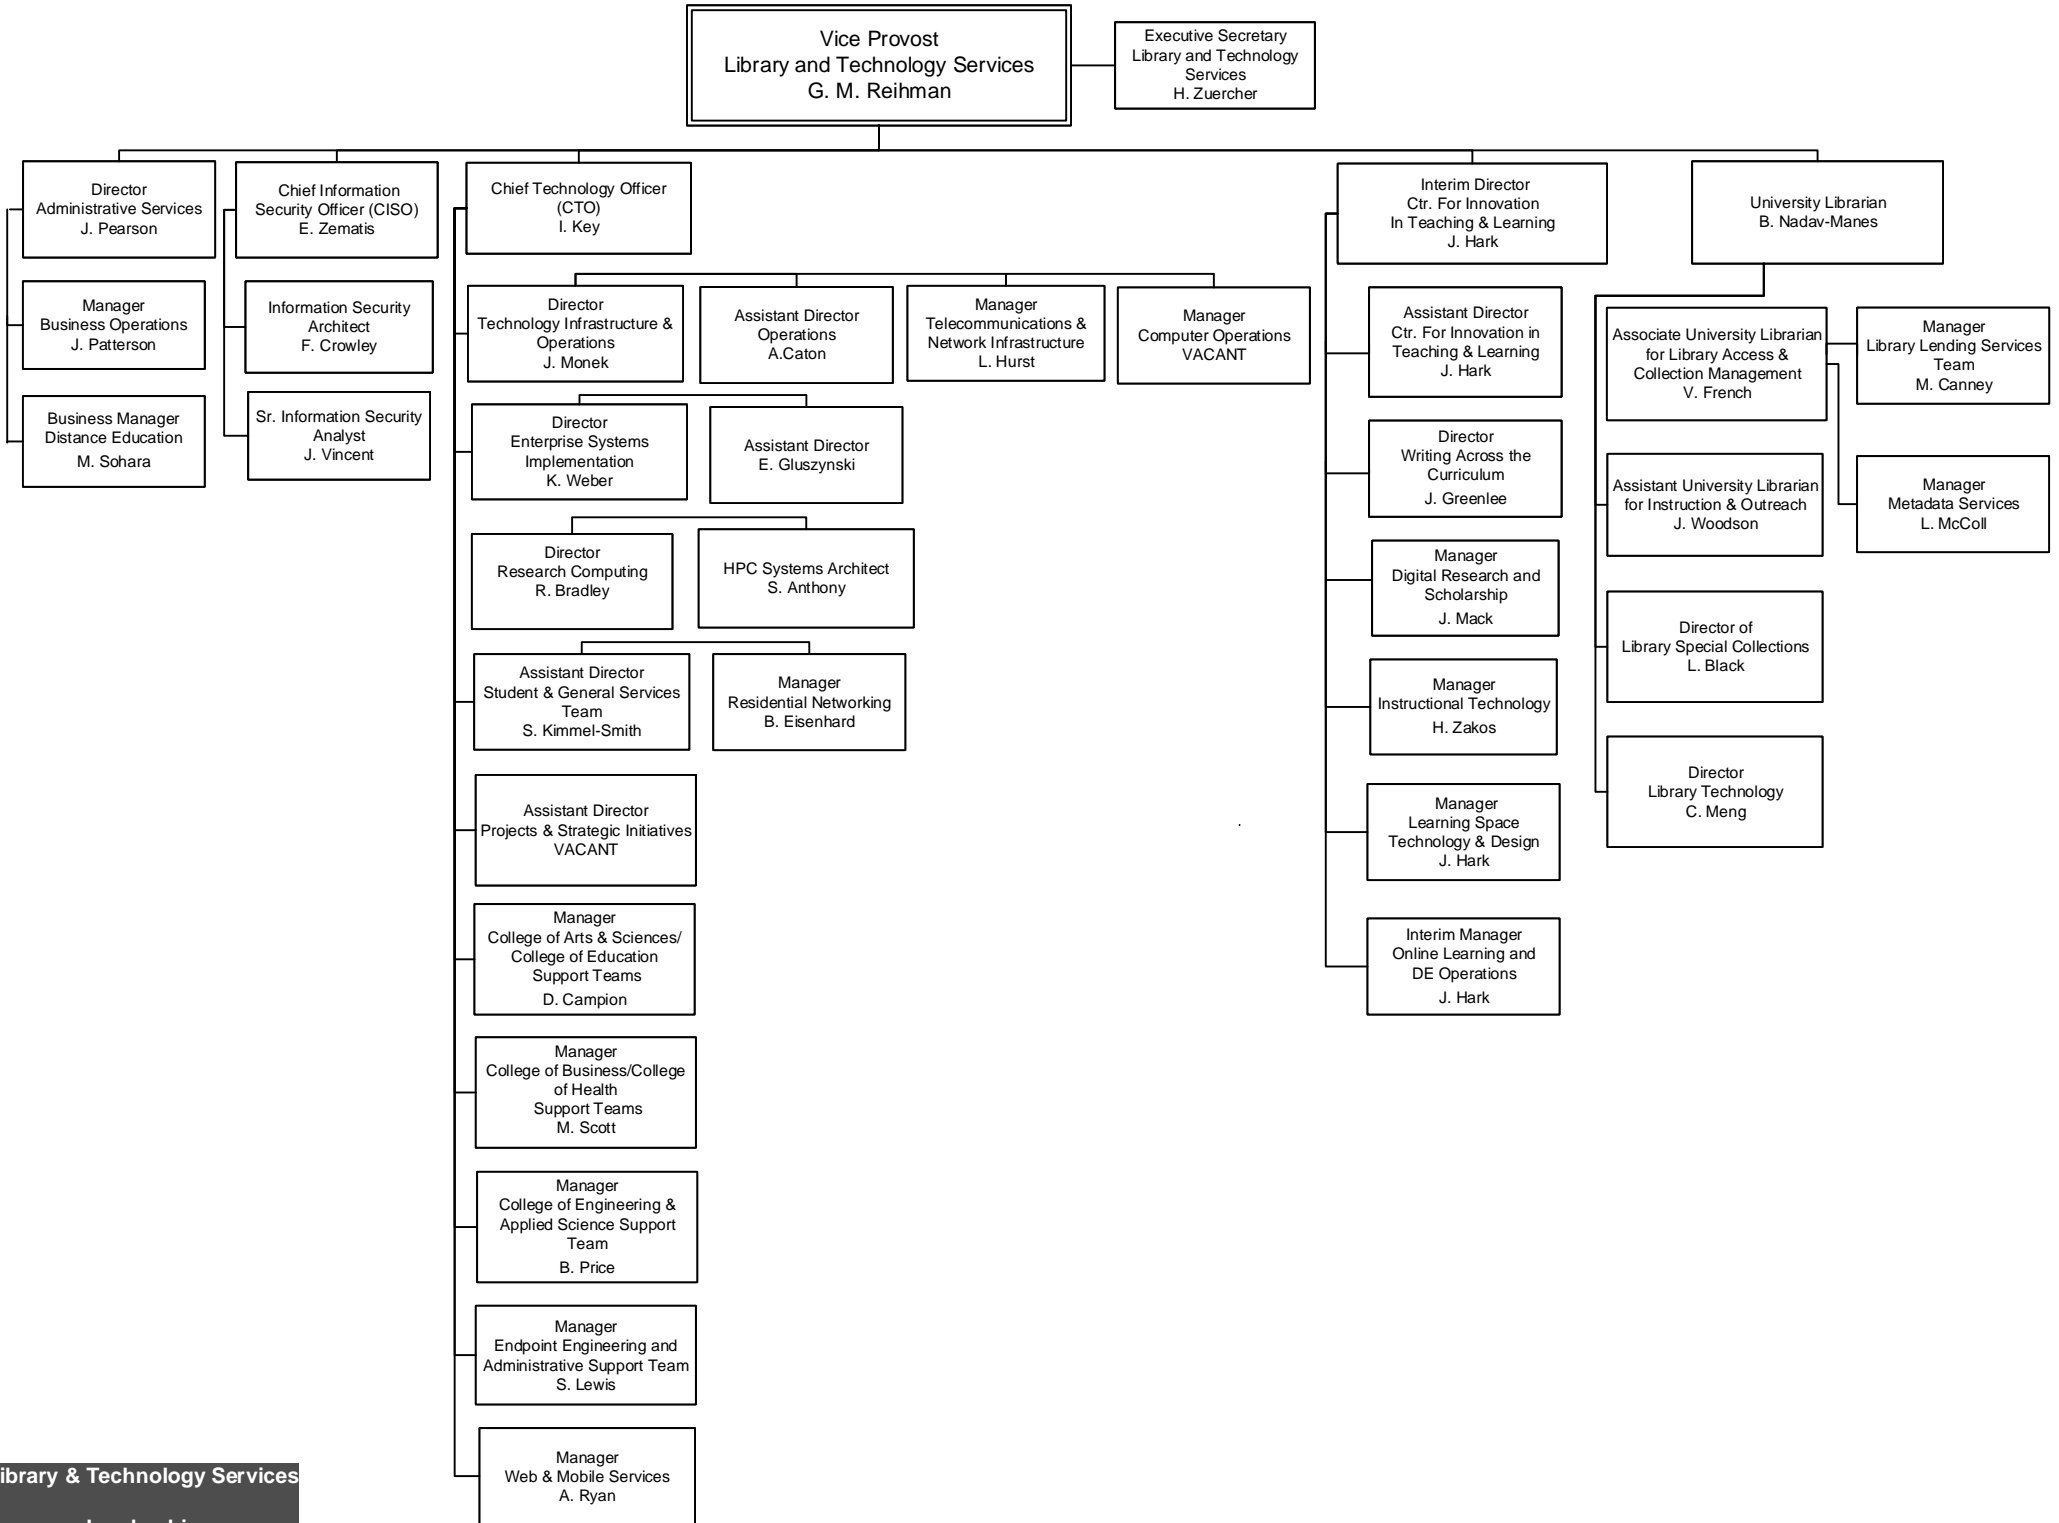 Vice Provost
Library and Technology Services
G. M. Reihman
Executive Secretary
Library and Technology
Services
H. Zuercher
Director
Administrative Services
J. Pearson
Manager
Business Operations
J. Patterson
Business Manager
Distance Education
M. Sohara
Chief Information
Security Officer (CISO)
E. Zematis
Information Security
Architect
F. Crowley
Sr. Information Security
Analyst
J. Vincent
Chief Technology Officer
(CTO)
I. Key
Director
Technology Infrastructure &
Operations
J. Monek
Assistant Director
Operations
A.Caton
Manager
Telecommunications &
Network Infrastructure
L. Hurst
Manager
Computer Operations
VACANT
Director
Enterprise Systems
Implementation
K. Weber
Assistant Director
E. Gluszynski
Director
Research Computing
R. Bradley
HPC Systems Architect
S. Anthony
Assistant Director
Student & General Services
Team
S. Kimmel-Smith
Manager
Residential Networking
B. Eisenhard
Assistant Director
Projects & Strategic Initiatives
VACANT
Manager
College of Arts & Sciences/
College of Education
Support Teams
D. Campion
Manager
College of Business/College
of Health
Support Teams
M. Scott
Manager
College of Engineering &
Applied Science Support
Team
B. Price
Manager
Endpoint Engineering and
Administrative Support Team
S. Lewis
Manager
Web & Mobile Services
A. Ryan
Interim Director
Ctr. For Innovation
In Teaching & Learning
J. Hark
Assistant Director
Ctr. For Innovation in
Teaching & Learning
J. Hark
Director
Writing Across the
Curriculum
J. Greenlee
Manager
Digital Research and
Scholarship
J. Mack
Manager
Instructional Technology
H. Zakos
Manager
Learning Space
Technology & Design
J. Hark
Interim Manager
Online Learning and
DE Operations
J. Hark
University Librarian
B. Nadav-Manes
Associate University Librarian
for Library Access &
Collection Management
V. French
Manager
Library Lending Services
Team
M. Canney
Manager
Metadata Services
L. McColl
Assistant University Librarian
for Instruction & Outreach
J. Woodson
Director of
Library Special Collections
L. Black
Director
Library Technology
C. Meng
ibrary & Technology Services